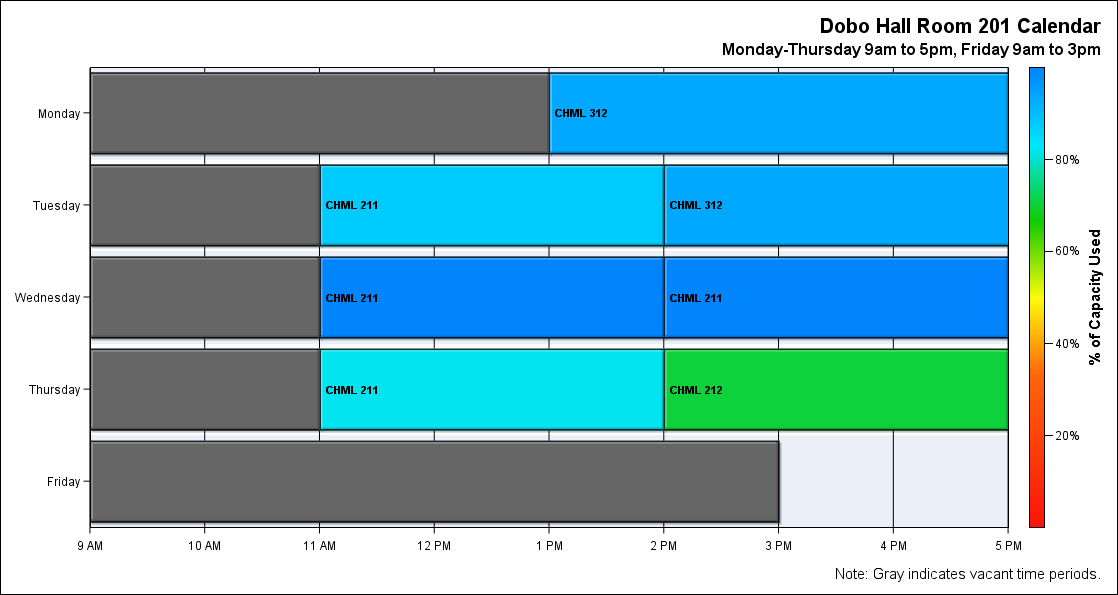 Dobo Hall Room 201 Calendar
Monday-Thursday 9am to 5pm, Friday 9am to 3pm
Monday
CHML 312
Tuesday
CHML 211
CHML 312
Wednesday
CHML 211
CHML 211
Thursday
CHML 211
CHML 212
Friday
9 AM
10 AM
11 AM
12 PM
1 PM
2 PM
3 PM
4 PM
5 PM
80%
60%
40%
20%
% of Capacity Used
Note: Gray indicates vacant time periods.